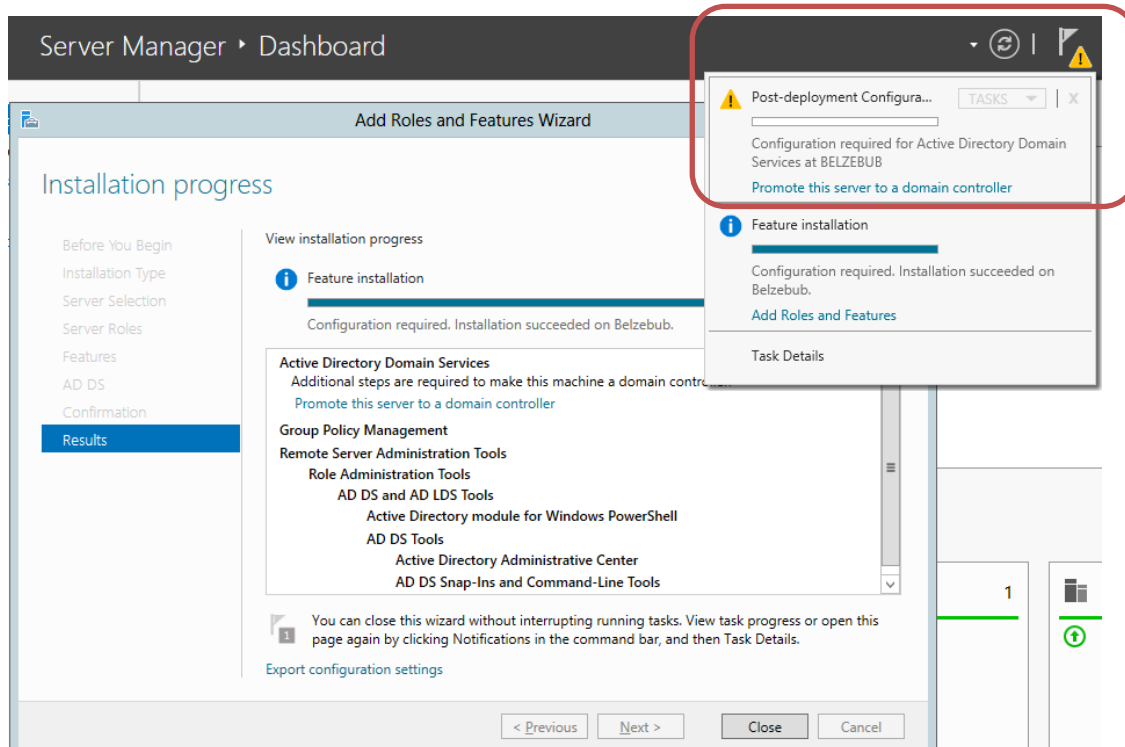 Server Manager ‣ Dashboard
Post-deployment Configura...
TASKS
X
Configuration required for Active Directory Domain
Services at BELZEBUB
Promote this server to a domain controller
Feature installation
Configuration required. Installation succeeded on
Belzebub.
Add Roles and Features
Task Details
Add Roles and Features Wizard
Installation progress
Before You Begin
Installation Type
Server Selection
Server Roles
Features
AD DS
Confirmation
Results
View installation progress
Feature installation
Configuration required. Installation succeeded on Belzebub.
Active Directory Domain Services
Additional steps are required to make this machine a domain
Promote this server to a domain controller
Group Policy Management
Remote Server Administration Tools
Role Administration Tools
AD DS and AD LDS Tools
Active Directory module for Windows PowerShell
AD DS Tools
Active Directory Administrative Center
AD DS Snap-Ins and Command-Line Tools
1
You can close this wizard without interrupting running tasks. View task progress or open this
page again by clicking Notifications in the command bar, and then Task Details.
Export configuration settings
< Previous
Next >
Close
Cancel
1